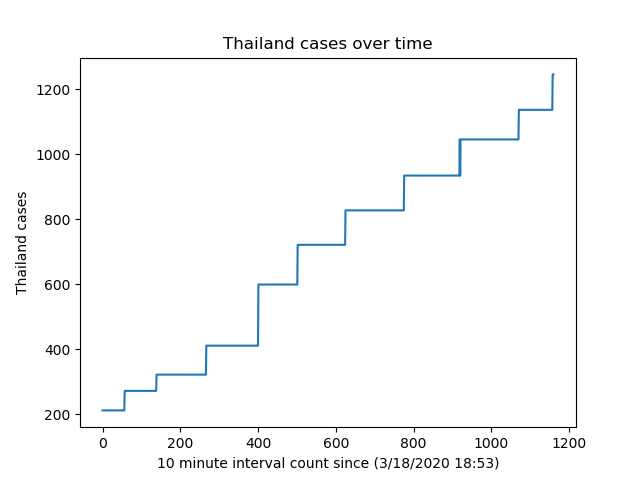 Thailand cases over time
1200
1000
800
600
400
200
Thailand cases
0 200 400 600 800 1000 1200
10 minute interval count since (3/18/2020 18:53)